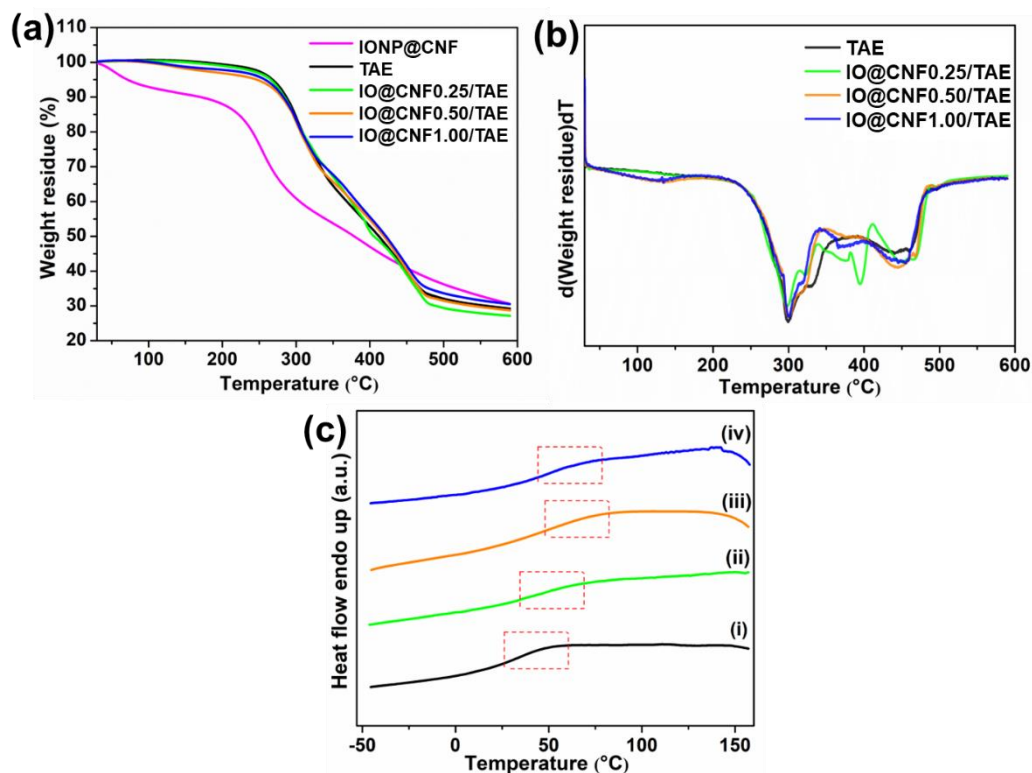 (a)
IONP@CNF
TAE
IO@CNF0.25/TAE
IO@CNF0.50/TAE
IO@CNF1.00/TAE
110
100
90
80
70
60
50
40
30
20
Weight residue (%)
100
200
300
400
500
600
Temperature (°C)
(b)
TAE
IO@CNF0.25/TAE
IO@CNF0.50/TAE
IO@CNF1.00/TAE
d(Weight residue)dT
100
200
300
400
500
600
Temperature (°C)
(c)
(iv)
(iii)
(ii)
(i)
Heat flow endo up (a.u.)
-50
0
50
100
150
Temperature (°C)